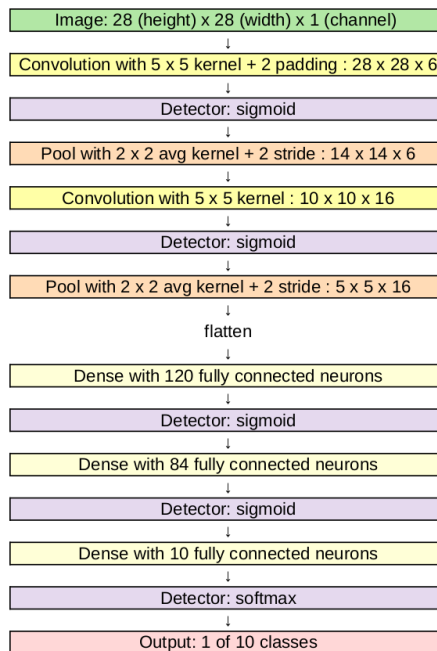 Image: 28 (height) x 28 (width) x 1 (channel)
↓
Convolution with 5 x 5 kernel + 2 padding : 28 x 28 x 6
↓
Detector: sigmoid
↓
Pool with 2 x 2 avg kernel + 2 stride : 14 x 14 x 6
↓
Convolution with 5 x 5 kernel : 10 x 10 x 16
↓
Detector: sigmoid
↓
Pool with 2 x 2 avg kernel + 2 stride : 5 x 5 x 16
↓
flatten
↓
Dense with 120 fully connected neurons
↓
Detector: sigmoid
↓
Dense with 84 fully connected neurons
↓
Detector: sigmoid
↓
Dense with 10 fully connected neurons
↓
Detector: softmax
↓
Output: 1 of 10 classes